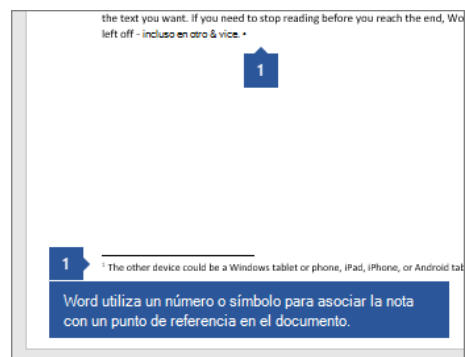 the text you want. If you need to stop reading before you reach the end, Wo
left off - incluso en otro & vice. •
1
1
1 The other device could be a Windows tablet or phone, iPad, iPhone, or Android tab
Word utiliza un número o símbolo para asociar la nota
con un punto de referencia en el documento.